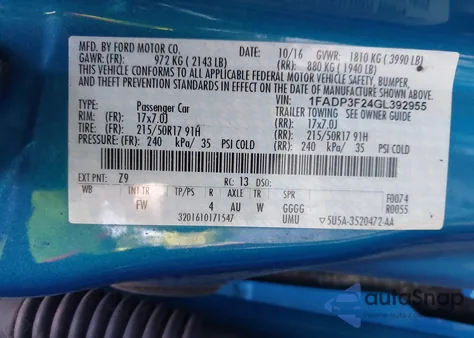 MFD. BY FORD MOTOR CO.
DATE: 10/16 GVWR: 1810 KG ( 3990 LB)
GAWR: (FR): 972 KG ( 2143 LB) (RR): 880 KG ( 1940 LB)
THIS VEHICLE CONFORMS TO ALL APPLICABLE FEDERAL MOTOR VEHICLE SAFETY, BUMPER,
AND THEFT PREVENTION STANDARDS IN EFFECT ON THE DATE OF MANUFACTURE SHOWN ABOVE.
VIN: 1FADP3F24GL392955
TYPE: Passenger Car (TRAILER TOWING)
RIM: (FR): 17x7.0J (RR): 17x7.0J
TIRE: (FR): 215/50R17 91H (RR): 215/50R17 91H
PRESSURE: (FR): 240 kPa/ 35 PSI COLD (RR): 240 kPa/ 35 PSI COLD
EXT PNT: Z9 RC: 13 DSO:
WB INT TR TP/PS R AXLE TR SPR
FW 4 AU W GGGG
F0074
R0055
3201610171547 UMU
5U5A-3520472-AA
autoSnap